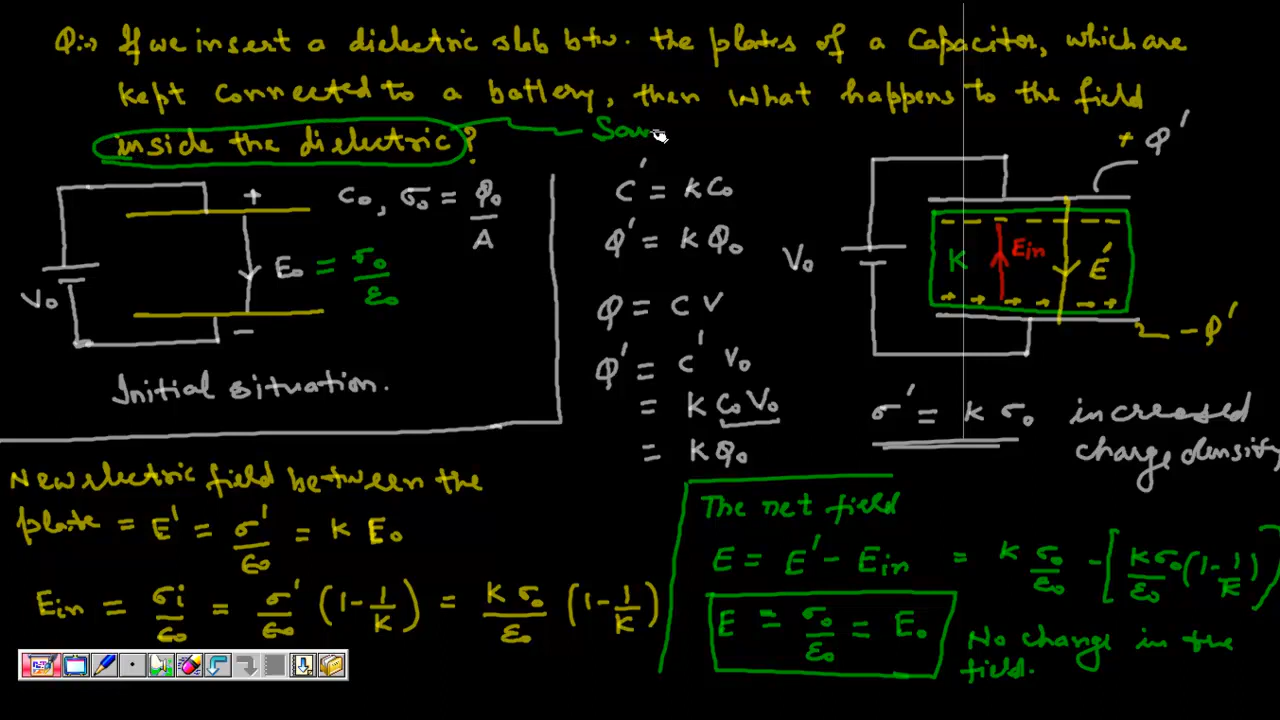 Q:→ If we insert a dielectric slab btw. the plates of a Capacitor, which are
kept connected to a battery, then what happens to the field
inside the dielectric?
Sam
+
C₀, σ₀ = Q₀/A
E₀ = σ₀/ε₀
V₀
−
Initial situation.
C' = KC₀
Q' = KQ₀
Q = CV
Q' = C'V₀
= KC₀V₀
= KQ₀
+ Q'
V₀
K
Ein
E'
− Q'
σ' = Kσ₀ increased
charge density
New electric field between the
plate = E' = σ'/ε₀ = KE₀
Ein = σi/ε₀ = σ'/ε₀ (1-1/K) = Kσ₀/ε₀ (1-1/K)
The net field
E = E' − Ein = Kσ₀/ε₀ − [Kσ₀/ε₀ (1-1/K)]
E = σ₀/ε₀ = E₀
No change in the
field.